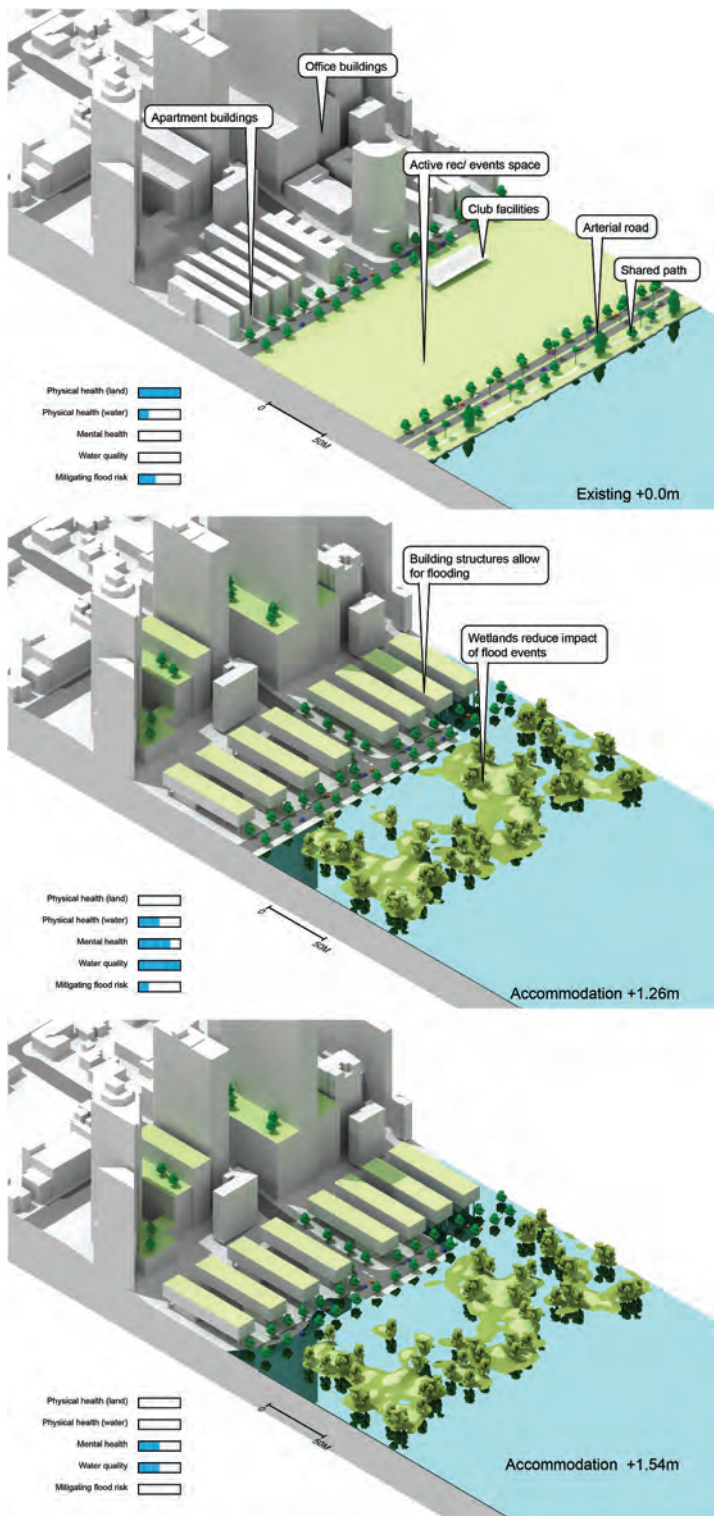 Office buildings
Apartment buildings
Active rec/ events space
Club facilities
Arterial road
Shared path
Physical health (land)
Physical health (water)
Mental health
Water quality
Mitigating flood risk
0
50M
Existing +0.0m
Building structures allow
for flooding
Wetlands reduce impact
of flood events
Physical health (land)
Physical health (water)
Mental health
Water quality
Mitigating flood risk
0
50M
Accommodation +1.26m
Physical health (land)
Physical health (water)
Mental health
Water quality
Mitigating flood risk
0
50M
Accommodation +1.54m